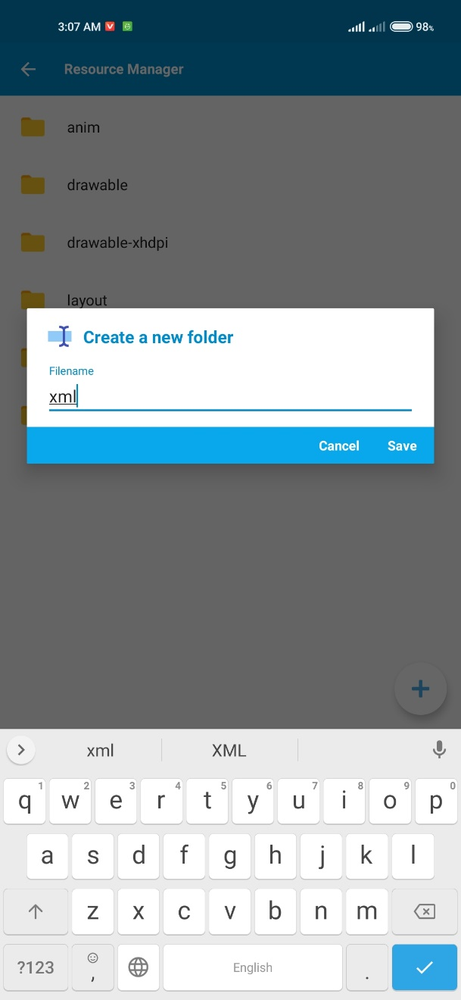 3:07 AM 98%
Resource Manager
anim
drawable
drawable-xhdpi
layout
Create a new folder
Filename
xml
Cancel Save
xml XML
1 2 3 4 5 6 7 8 9 0
q w e r t y u i o p
a s d f g h j k l
z x c v b n m
?123 , English .